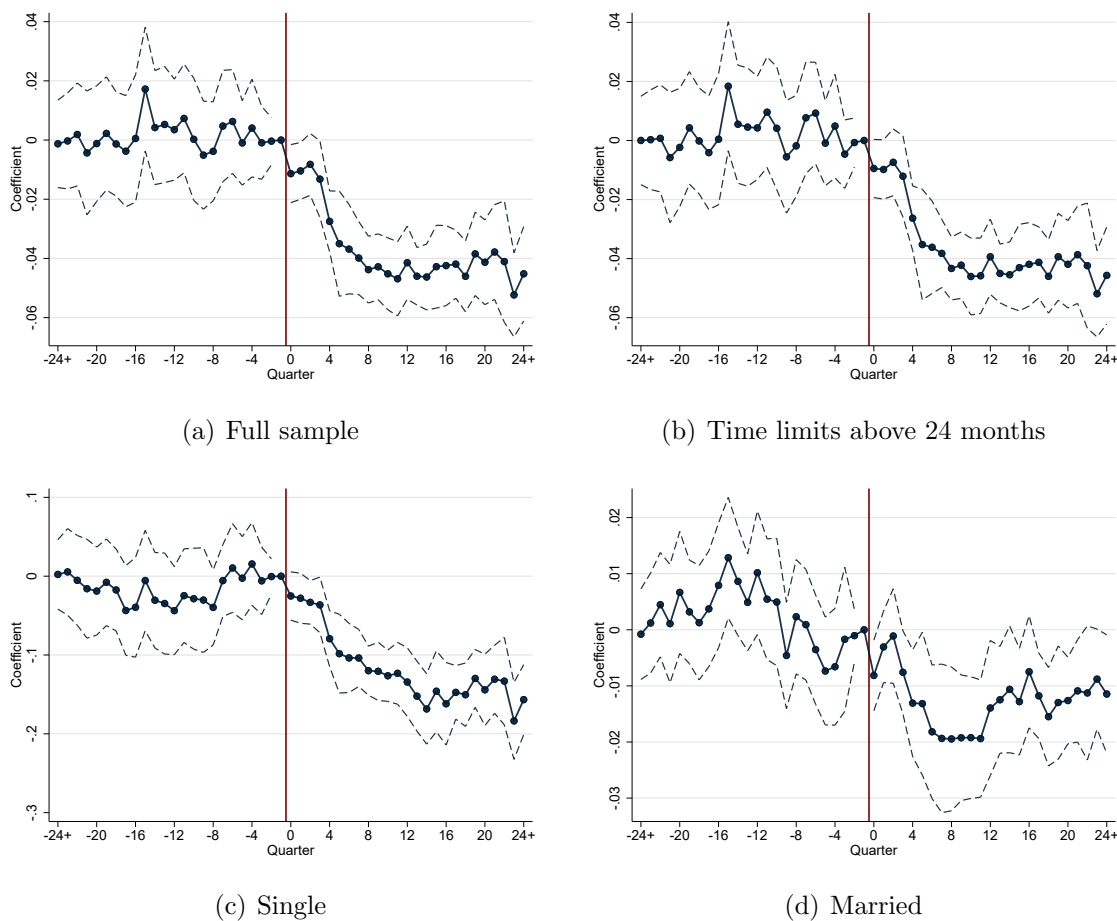 .04
.02
0
-.02
-.04
-.06
Coefficient
-24+ -20 -16 -12 -8 -4 0 4 8 12 16 20 24+
Quarter
(a) Full sample
.04
.02
0
-.02
-.04
-.06
Coefficient
-24+ -20 -16 -12 -8 -4 0 4 8 12 16 20 24+
Quarter
(b) Time limits above 24 months
.1
0
-.1
-.2
-.3
Coefficient
-24+ -20 -16 -12 -8 -4 0 4 8 12 16 20 24+
Quarter
(c) Single
.02
.01
0
-.01
-.02
-.03
Coefficient
-24+ -20 -16 -12 -8 -4 0 4 8 12 16 20 24+
Quarter
(d) Married